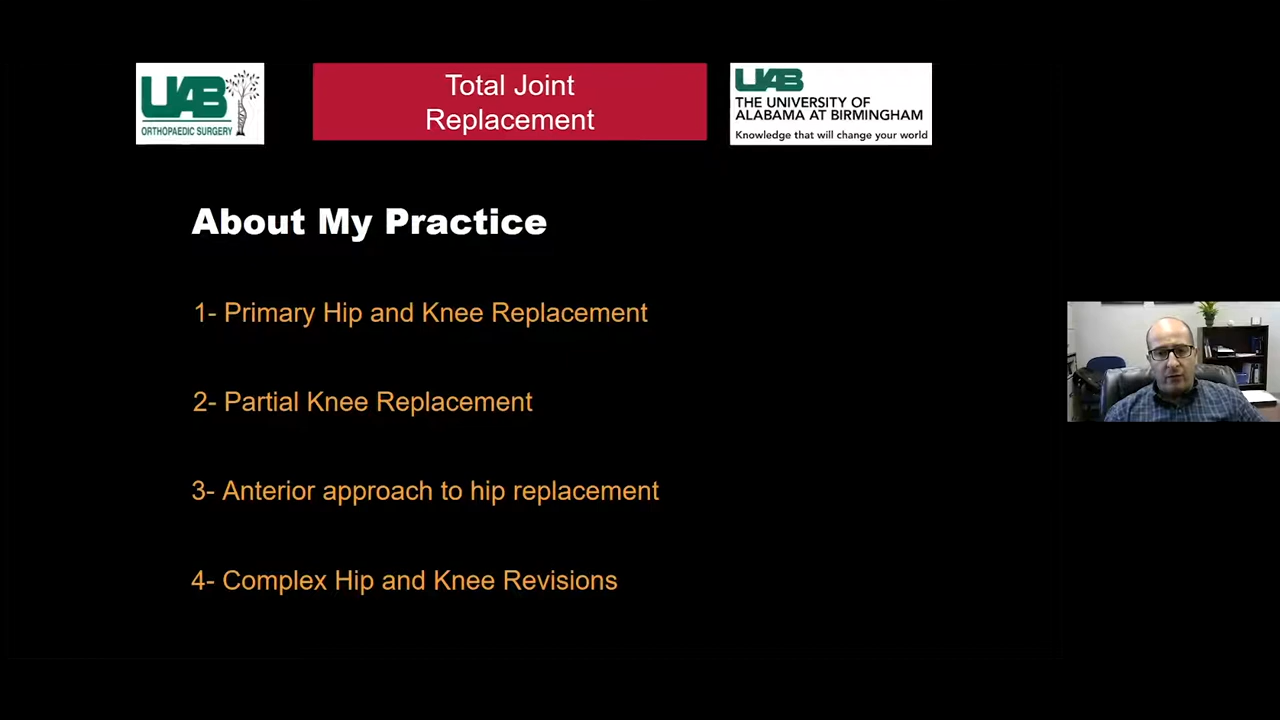 UAB
ORTHOPAEDIC SURGERY
Total Joint
Replacement
UAB
THE UNIVERSITY OF
ALABAMA AT BIRMINGHAM
Knowledge that will change your world
About My Practice
1- Primary Hip and Knee Replacement
2- Partial Knee Replacement
3- Anterior approach to hip replacement
4- Complex Hip and Knee Revisions